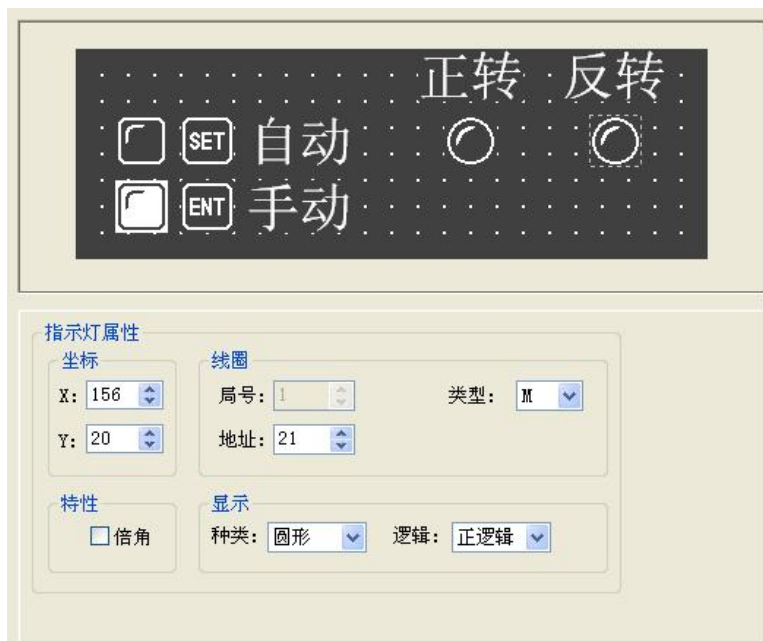 正转 反转
SET 自动
ENT 手动
指示灯属性
坐标 线圈
X: 156 局号: 1 类型: M
Y: 20 地址: 21
特性 显示
倍角 种类: 圆形 逻辑: 正逻辑